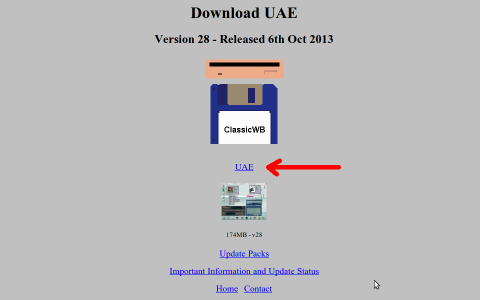 Download UAE
Version 28 - Released 6th Oct 2013
ClassicWB
UAE
174MB - v28
Update Packs
Important Information and Update Status
Home Contact